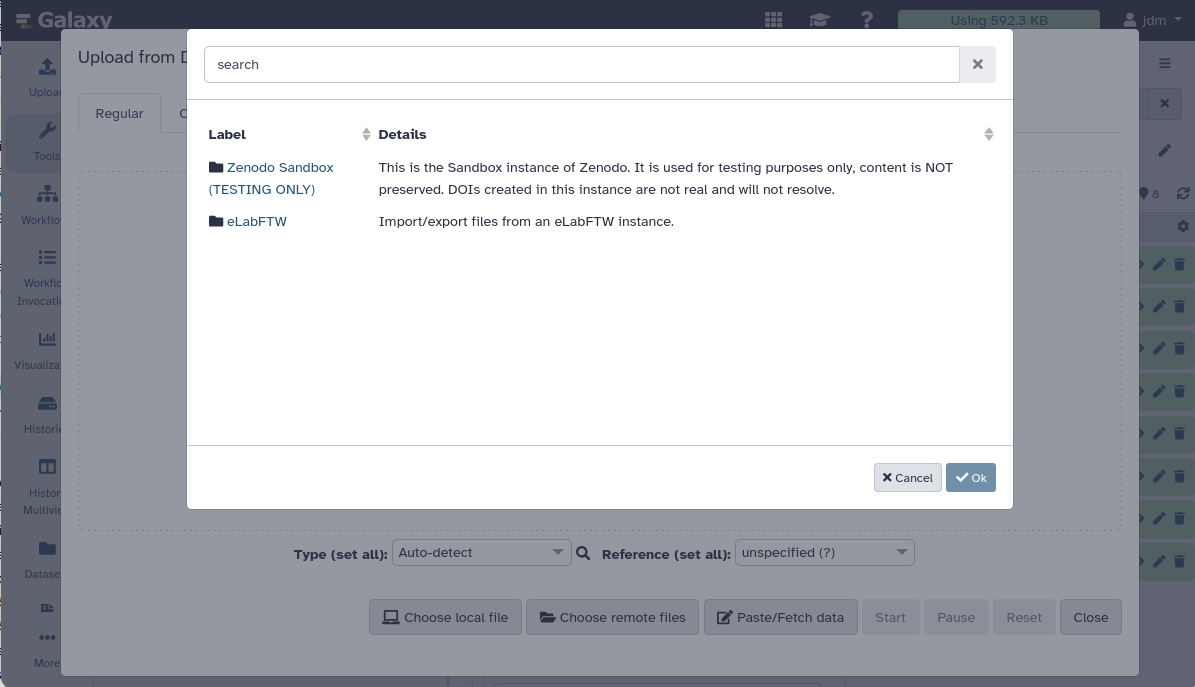 Galaxy
Using 592.3 KB
jdm
Upload from D
search
Upload
Regular
Label
Details
Tools
Zenodo Sandbox
(TESTING ONLY)
This is the Sandbox instance of Zenodo. It is used for testing purposes only, content is NOT
preserved. DOIs created in this instance are not real and will not resolve.
8
eLabFTW
Import/export files from an eLabFTW instance.
Workflo
Workflo
Invocatio
Visualizat
Historie
Cancel
Ok
Histor
Multivie
Type (set all):
Auto-detect
Reference (set all):
unspecified (?)
Datase
Choose local file
Choose remote files
Paste/Fetch data
Start
Pause
Reset
Close
More